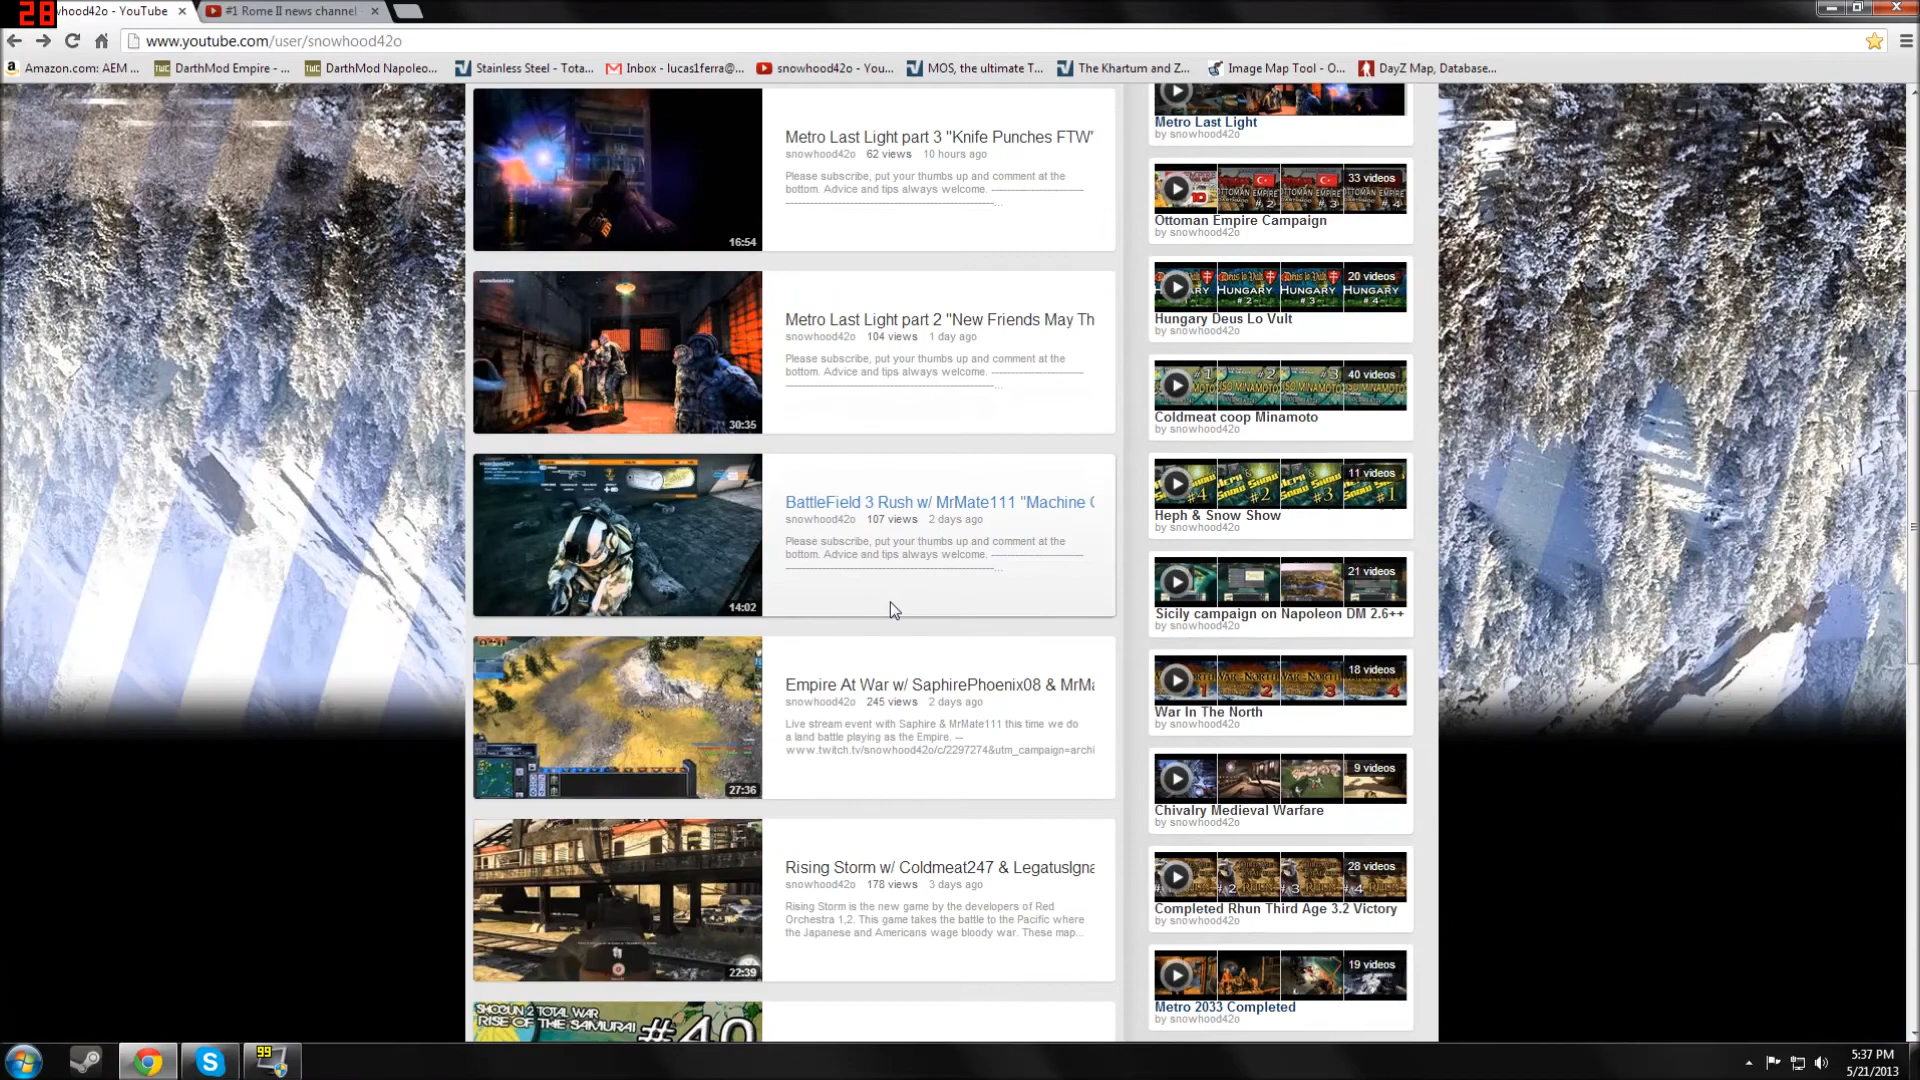 28
whood42o - YouTube
#1 Rome II news channel
www.youtube.com/user/snowhood42o
Amazon.com: AEM ...
DarthMod Empire - ...
DarthMod Napoleo...
Stainless Steel - Tota...
Inbox - lucas1ferra@...
snowhood42o - You...
MOS, the ultimate T...
The Khartum and Z...
Image Map Tool - O...
DayZ Map, Database...
Metro Last Light part 3 "Knife Punches FTW"
snowhood42o 62 views 10 hours ago
Please subscribe, put your thumbs up and comment at the
bottom. Advice and tips always welcome. ----------------------------
----------------------------------------------------------...
16:54
Metro Last Light part 2 "New Friends May Th
snowhood42o 104 views 1 day ago
Please subscribe, put your thumbs up and comment at the
bottom. Advice and tips always welcome. ----------------------------
----------------------------------------------------------...
30:35
BattleField 3 Rush w/ MrMate111 "Machine
snowhood42o 107 views 2 days ago
Please subscribe, put your thumbs up and comment at the
bottom. Advice and tips always welcome. ----------------------------
----------------------------------------------------------...
14:02
Empire At War w/ SaphirePhoenix08 & MrMa
snowhood42o 245 views 2 days ago
Live stream event with Saphire & MrMate111 this time we do
a land battle playing as the Empire. --
www.twitch.tv/snowhood42o/c/2297274&utm_campaign=archi
27:36
Rising Storm w/ Coldmeat247 & LegatusIgna
snowhood42o 178 views 3 days ago
Rising Storm is the new game by the developers of Red
Orchestra 1,2. This game takes the battle to the Pacific where
the Japanese and Americans wage bloody war. These map...
22:39
SHOGUN 2 TOTAL WAR
RISE OF THE SAMURAI
#40
Metro Last Light
by snowhood42o
33 videos
OTTOMAN EMPIRE
Ottoman Empire Campaign
by snowhood42o
20 videos
HUNGARY
Hungary Deus Lo Vult
by snowhood42o
40 videos
Coldmeat coop Minamoto
by snowhood42o
11 videos
Heph & Snow Show
by snowhood42o
21 videos
Sicily campaign on Napoleon DM 2.6++
by snowhood42o
18 videos
War In The North
by snowhood42o
9 videos
Chivalry Medieval Warfare
by snowhood42o
28 videos
Completed Rhun Third Age 3.2 Victory
by snowhood42o
19 videos
Metro 2033 Completed
by snowhood42o
99
5:37 PM
5/21/2013